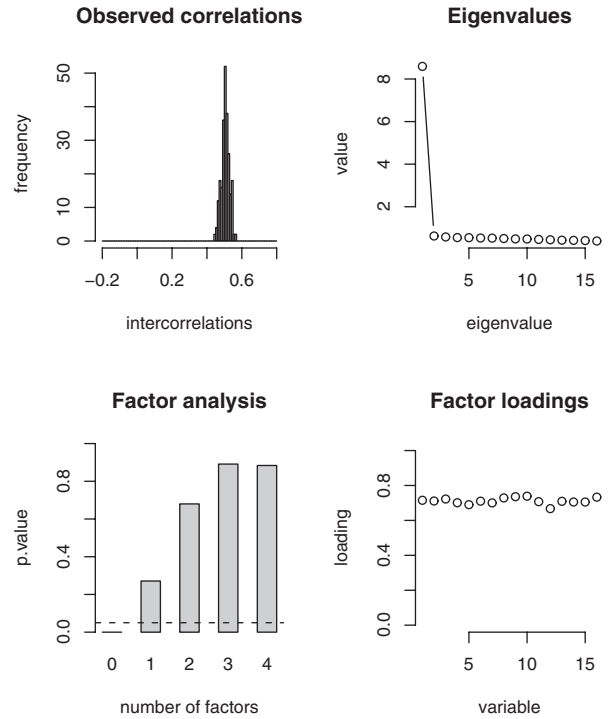 Observed correlations
frequency
0 10 30 50
−0.2 0.2 0.6
intercorrelations
Eigenvalues
value
2 4 6 8
5 10 15
eigenvalue
Factor analysis
p.value
0.0 0.4 0.8
0 1 2 3 4
number of factors
Factor loadings
loading
0.0 0.4 0.8
5 10 15
variable